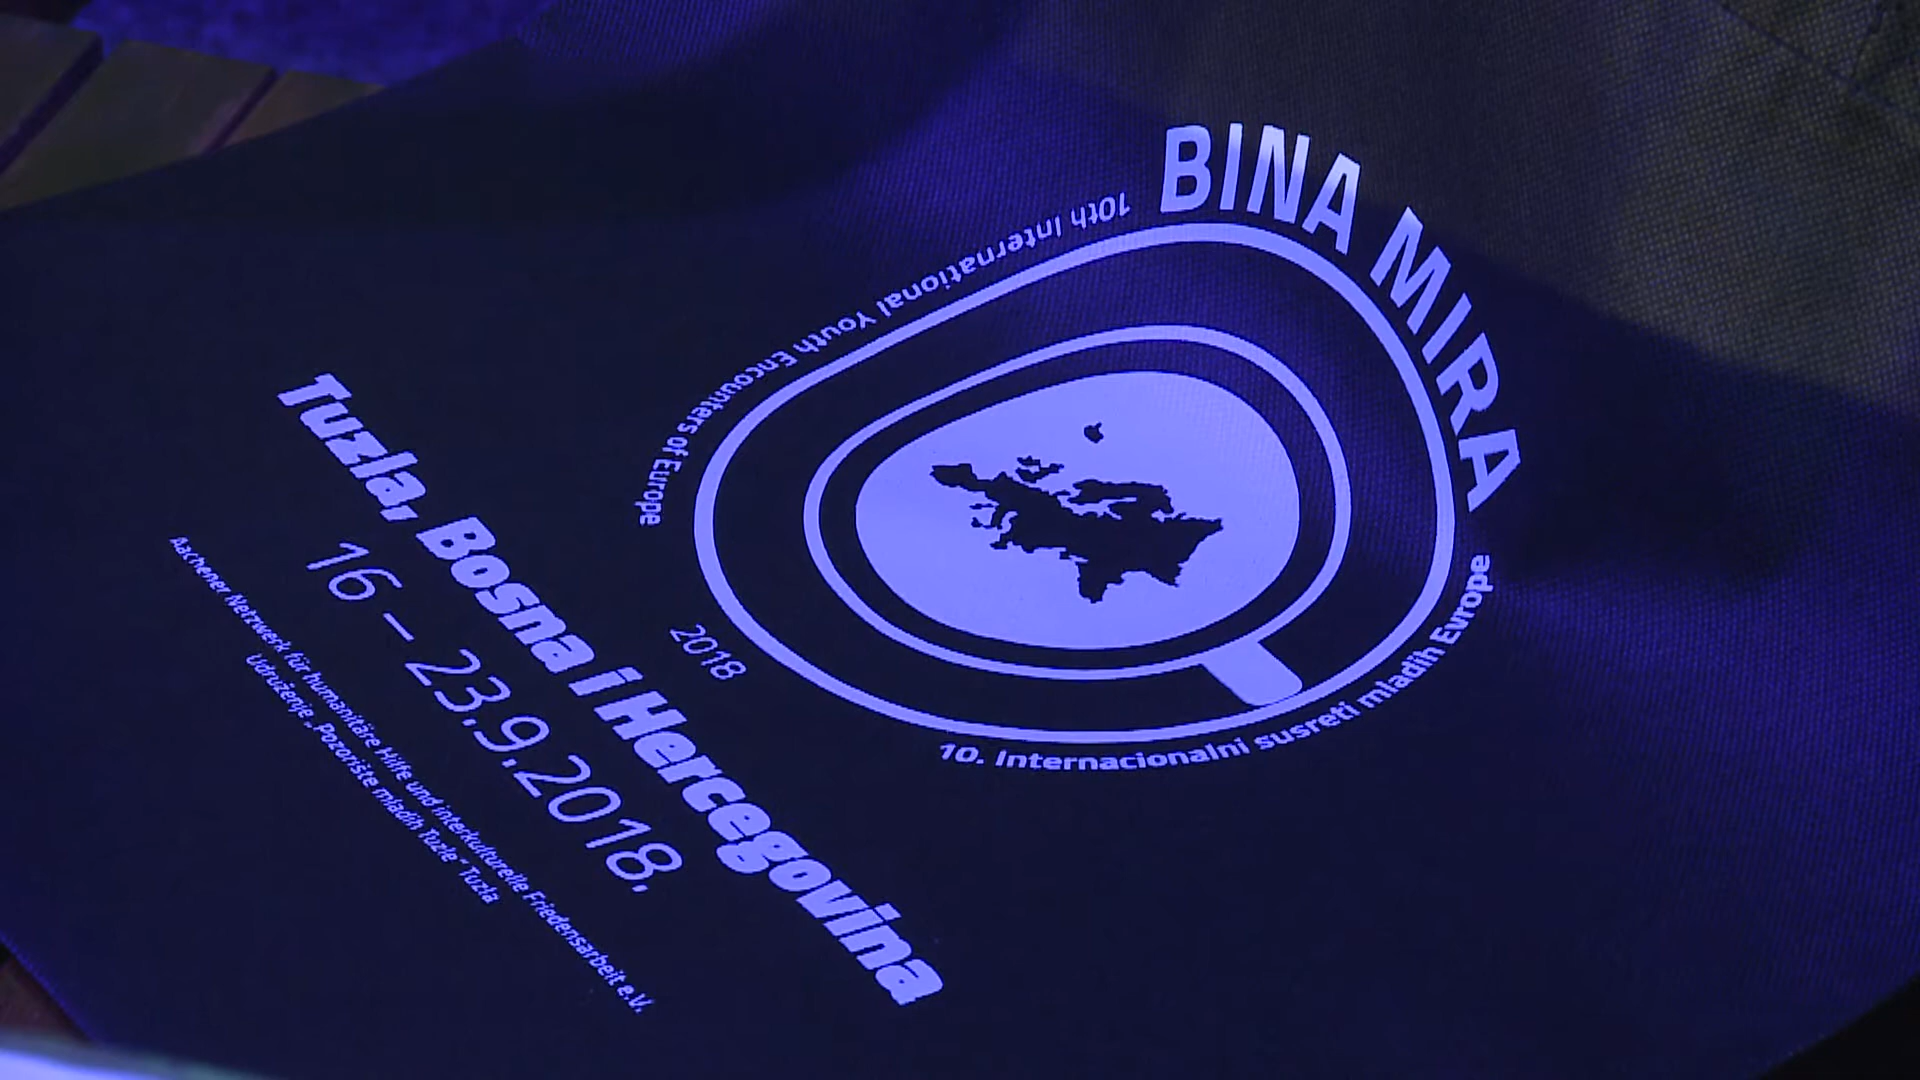 BINA MIRA
10th International Youth Encounters of Europe
10. Internacionalni susreti mladih Europe
2018
Tuzla, Bosna i Hercegovina
16 – 23.9.2018.
Aachener Netzwerk für humanitäre Hilfe und interkulturelle Friedensarbeit e.V.
Udruženje „Pozorište mladih Tuzle“ Tuzla